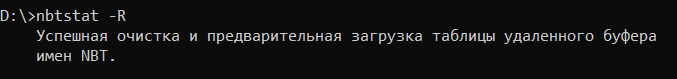 D:\>nbtstat -R
Успешная очистка и предварительная загрузка таблицы удаленного буфера
имен NBT.